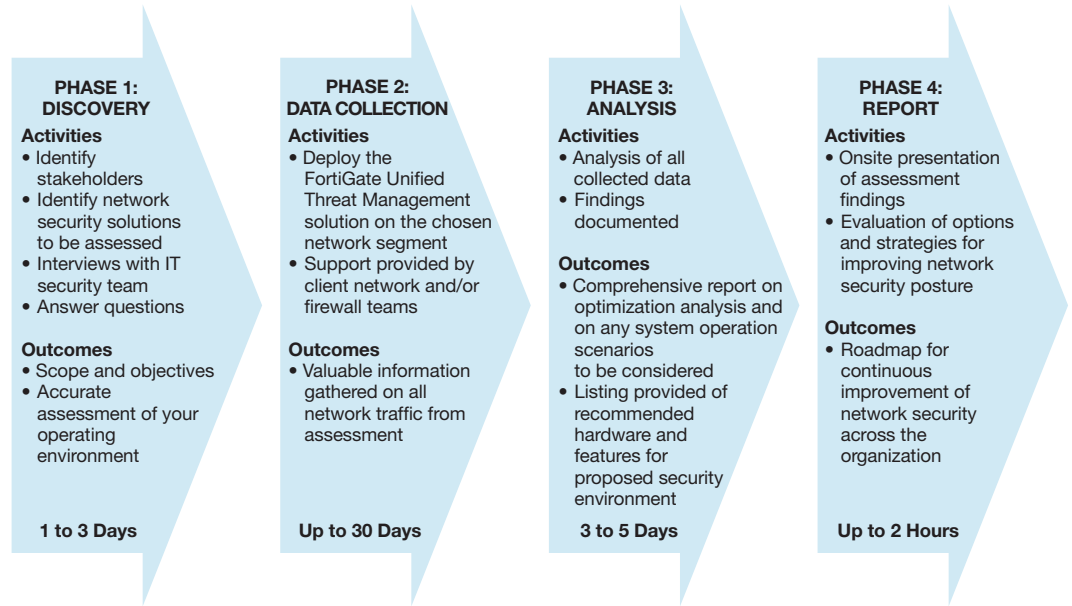 PHASE 1:
DISCOVERY
Activities
• Identify
stakeholders
• Identify network
security solutions
to be assessed
• Interviews with IT
security team
• Answer questions
Outcomes
• Scope and objectives
• Accurate
assessment of your
operating
environment
1 to 3 Days
PHASE 2:
DATA COLLECTION
Activities
• Deploy the
FortiGate Unified
Threat Management
solution on the chosen
network segment
• Support provided by
client network and/or
firewall teams
Outcomes
• Valuable information
gathered on all
network traffic from
assessment
Up to 30 Days
PHASE 3:
ANALYSIS
Activities
• Analysis of all
collected data
• Findings
documented
Outcomes
• Comprehensive report on
optimization analysis and
on any system operation
scenarios
to be considered
• Listing provided of
recommended
hardware and
features for
proposed security
environment
3 to 5 Days
PHASE 4:
REPORT
Activities
• Onsite presentation
of assessment
findings
• Evaluation of options
and strategies for
improving network
security posture
Outcomes
• Roadmap for
continuous
improvement of
network security
across the
organization
Up to 2 Hours